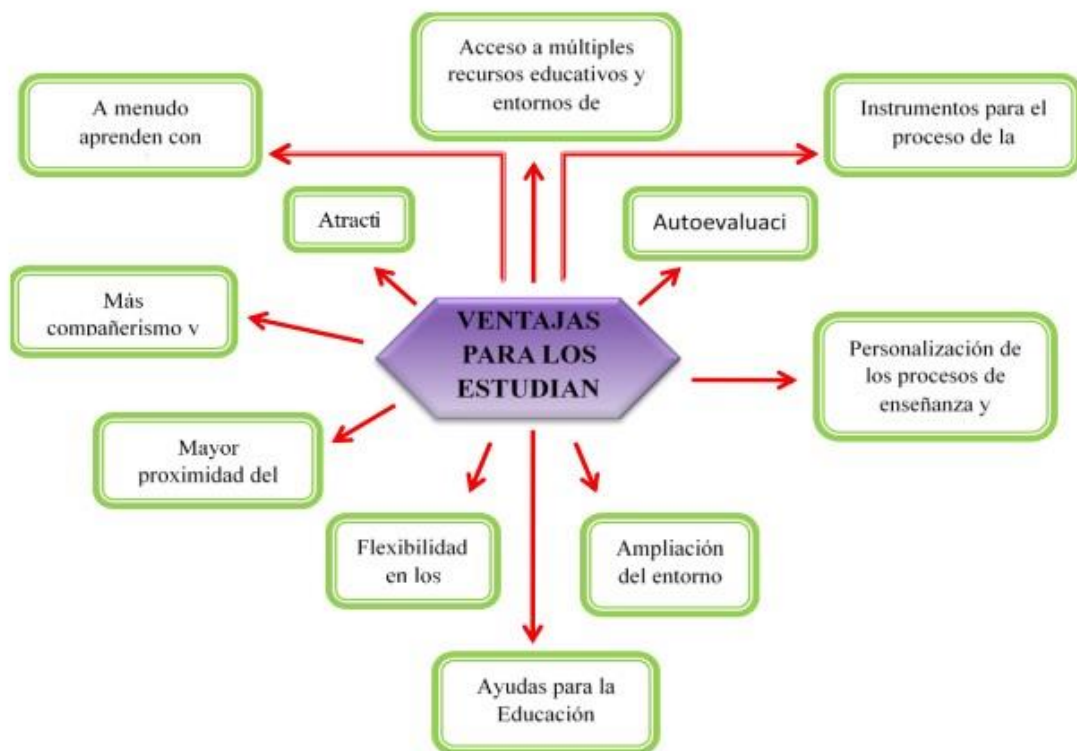 Acceso a múltiples
recursos educativos y
entornos de
A menudo
aprenden con
Instrumentos para el
proceso de la
Atracti
Autoevaluaci
Más
compañerismo y
VENTAJAS
PARA LOS
ESTUDIAN
Personalización de
los procesos de
enseñanza y
Mayor
proximidad del
Flexibilidad
en los
Ampliación
del entorno
Ayudas para la
Educación